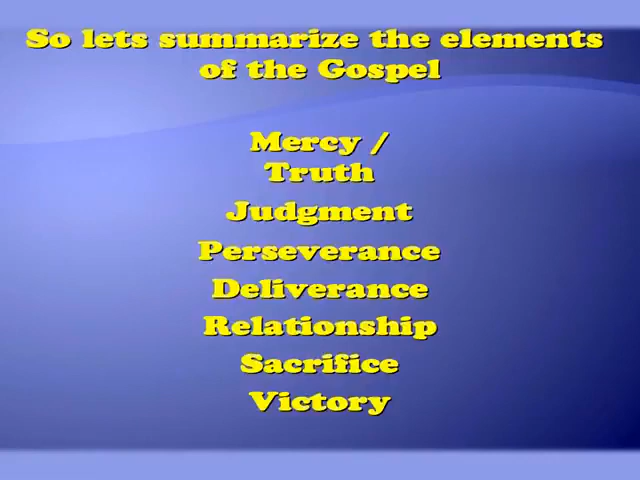 So lets summarize the elements
of the Gospel
Mercy /
Truth
Judgment
Perseverance
Deliverance
Relationship
Sacrifice
Victory